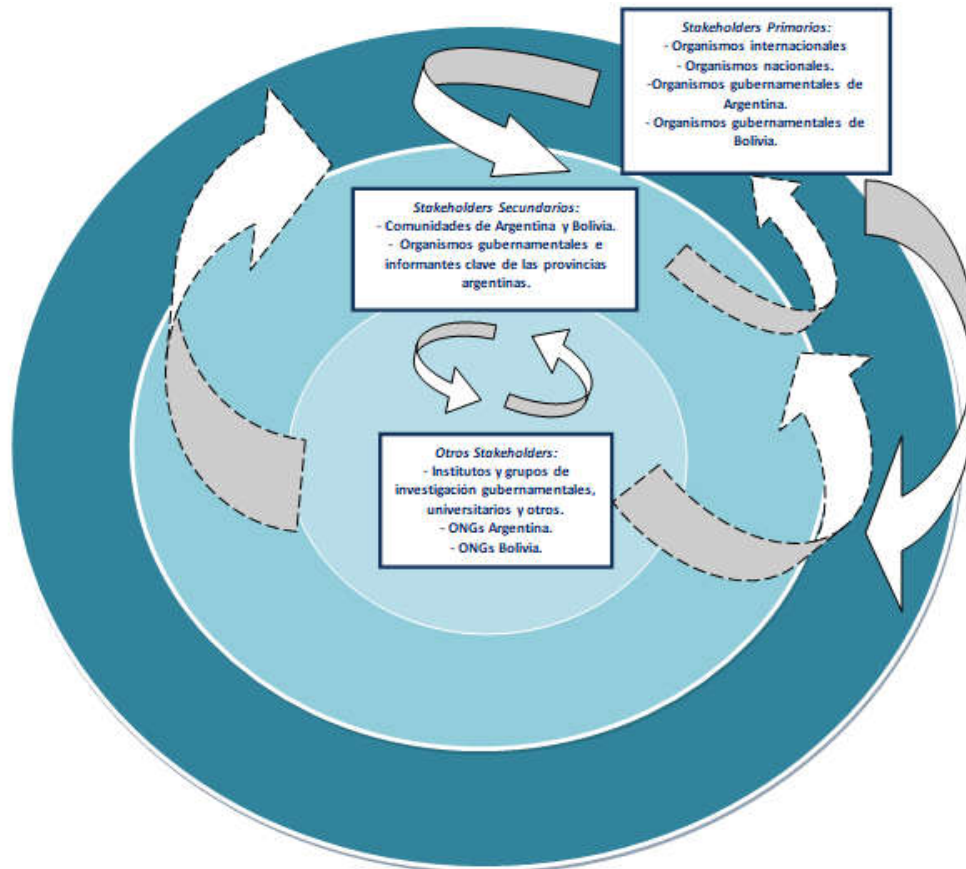 Stakeholders Primarios:
- Organismos internacionales
- Organismos nacionales.
-Organismos gubernamentales de
Argentina.
- Organismos gubernamentales de
Bolivia.
Stakeholders Secundarios:
- Comunidades de Argentina y Bolivia.
- Organismos gubernamentales e
informantes clave de las provincias
argentinas.
Otros Stakeholders:
- Institutos y grupos de
investigación gubernamentales,
universitarios y otros.
- ONGs Argentina.
- ONGs Bolivia.